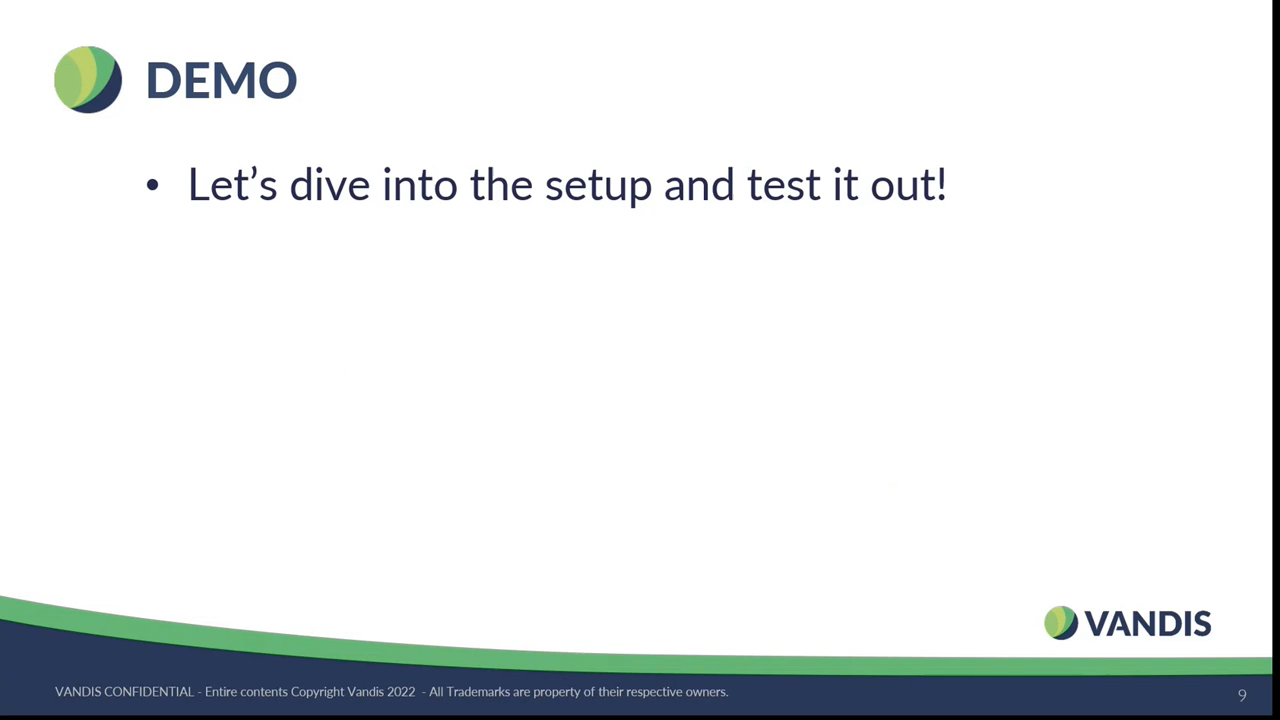 DEMO
• Let’s dive into the setup and test it out!
VANDIS
VANDIS CONFIDENTIAL - Entire contents Copyright Vandis 2022 - All Trademarks are property of their respective owners.
9